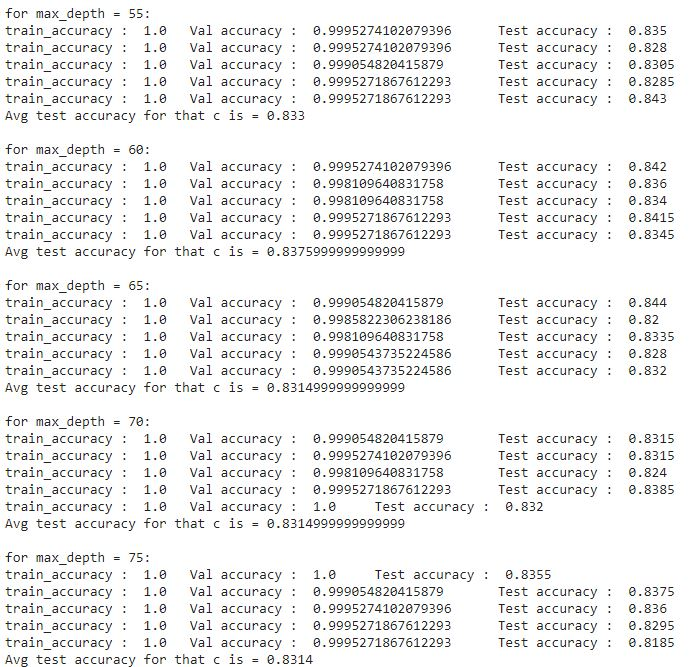 for max_depth = 55:
train_accuracy :  1.0   Val accuracy :  0.9995274102079396      Test accuracy :  0.835
train_accuracy :  1.0   Val accuracy :  0.9995274102079396      Test accuracy :  0.828
train_accuracy :  1.0   Val accuracy :  0.999054820415879       Test accuracy :  0.8305
train_accuracy :  1.0   Val accuracy :  0.9995271867612293      Test accuracy :  0.8285
train_accuracy :  1.0   Val accuracy :  0.9995271867612293      Test accuracy :  0.843
Avg test accuracy for that c is = 0.833
for max_depth = 60:
train_accuracy :  1.0   Val accuracy :  0.9995274102079396      Test accuracy :  0.842
train_accuracy :  1.0   Val accuracy :  0.998109640831758       Test accuracy :  0.836
train_accuracy :  1.0   Val accuracy :  0.998109640831758       Test accuracy :  0.834
train_accuracy :  1.0   Val accuracy :  0.9995271867612293      Test accuracy :  0.8415
train_accuracy :  1.0   Val accuracy :  0.9995271867612293      Test accuracy :  0.8345
Avg test accuracy for that c is = 0.8375999999999999
for max_depth = 65:
train_accuracy :  1.0   Val accuracy :  0.999054820415879       Test accuracy :  0.844
train_accuracy :  1.0   Val accuracy :  0.9985822306238186      Test accuracy :  0.82
train_accuracy :  1.0   Val accuracy :  0.998109640831758       Test accuracy :  0.8335
train_accuracy :  1.0   Val accuracy :  0.9990543735224586      Test accuracy :  0.828
train_accuracy :  1.0   Val accuracy :  0.9990543735224586      Test accuracy :  0.832
Avg test accuracy for that c is = 0.8314999999999999
for max_depth = 70:
train_accuracy :  1.0   Val accuracy :  0.999054820415879       Test accuracy :  0.8315
train_accuracy :  1.0   Val accuracy :  0.9995274102079396      Test accuracy :  0.8315
train_accuracy :  1.0   Val accuracy :  0.998109640831758       Test accuracy :  0.824
train_accuracy :  1.0   Val accuracy :  0.9995271867612293      Test accuracy :  0.8385
train_accuracy :  1.0   Val accuracy :  1.0     Test accuracy :  0.832
Avg test accuracy for that c is = 0.8314999999999999
for max_depth = 75:
train_accuracy :  1.0   Val accuracy :  1.0     Test accuracy :  0.8355
train_accuracy :  1.0   Val accuracy :  0.999054820415879       Test accuracy :  0.8375
train_accuracy :  1.0   Val accuracy :  0.9995274102079396      Test accuracy :  0.836
train_accuracy :  1.0   Val accuracy :  0.9995271867612293      Test accuracy :  0.8295
train_accuracy :  1.0   Val accuracy :  0.9995271867612293      Test accuracy :  0.8185
Avg test accuracy for that c is = 0.8314